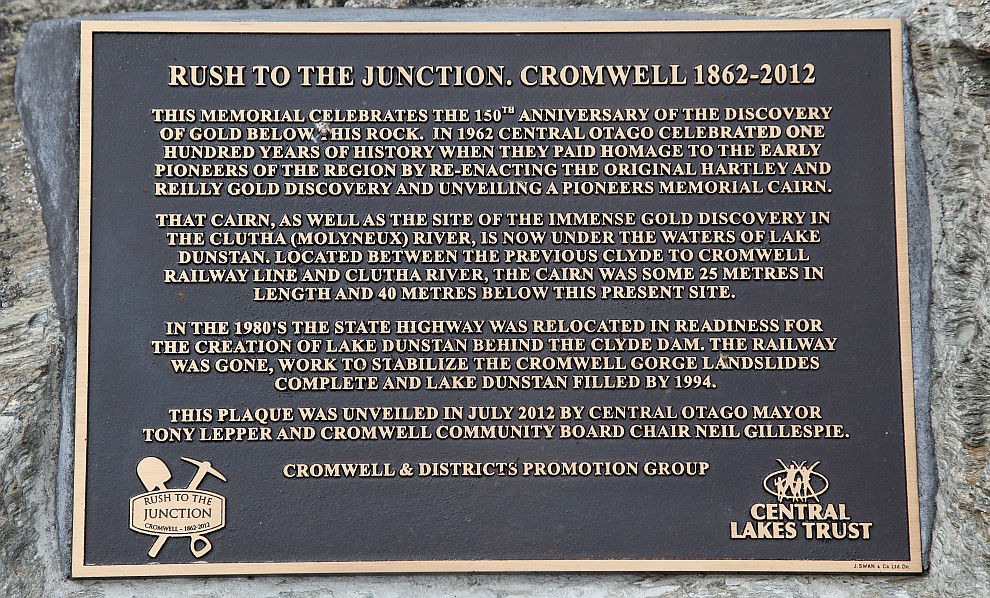 RUSH TO THE JUNCTION. CROMWELL 1862-2012
THIS MEMORIAL CELEBRATES THE 150TH ANNIVERSARY OF THE DISCOVERY
OF GOLD BELOW THIS ROCK. IN 1962 CENTRAL OTAGO CELEBRATED ONE
HUNDRED YEARS OF HISTORY WHEN THEY PAID HOMAGE TO THE EARLY
PIONEERS OF THE REGION BY RE-ENACTING THE ORIGINAL HARTLEY AND
REILLY GOLD DISCOVERY AND UNVEILING A PIONEERS MEMORIAL CAIRN.
THAT CAIRN, AS WELL AS THE SITE OF THE IMMENSE GOLD DISCOVERY IN
THE CLUTHA (MOLYNEUX) RIVER, IS NOW UNDER THE WATERS OF LAKE
DUNSTAN. LOCATED BETWEEN THE PREVIOUS CLYDE TO CROMWELL
RAILWAY LINE AND CLUTHA RIVER, THE CAIRN WAS SOME 25 METRES IN
LENGTH AND 40 METRES BELOW THIS PRESENT SITE.
IN THE 1980'S THE STATE HIGHWAY WAS RELOCATED IN READINESS FOR
THE CREATION OF LAKE DUNSTAN BEHIND THE CLYDE DAM. THE RAILWAY
WAS GONE, WORK TO STABILIZE THE CROMWELL GORGE LANDSLIDES
COMPLETE AND LAKE DUNSTAN FILLED BY 1994.
THIS PLAQUE WAS UNVEILED IN JULY 2012 BY CENTRAL OTAGO MAYOR
TONY LEPPER AND CROMWELL COMMUNITY BOARD CHAIR NEIL GILLESPIE.
CROMWELL & DISTRICTS PROMOTION GROUP
RUSH TO THE
JUNCTION
CROMWELL - 1862-2012
CENTRAL
LAKES TRUST
J. SWAN & Co. Ltd. Dn.